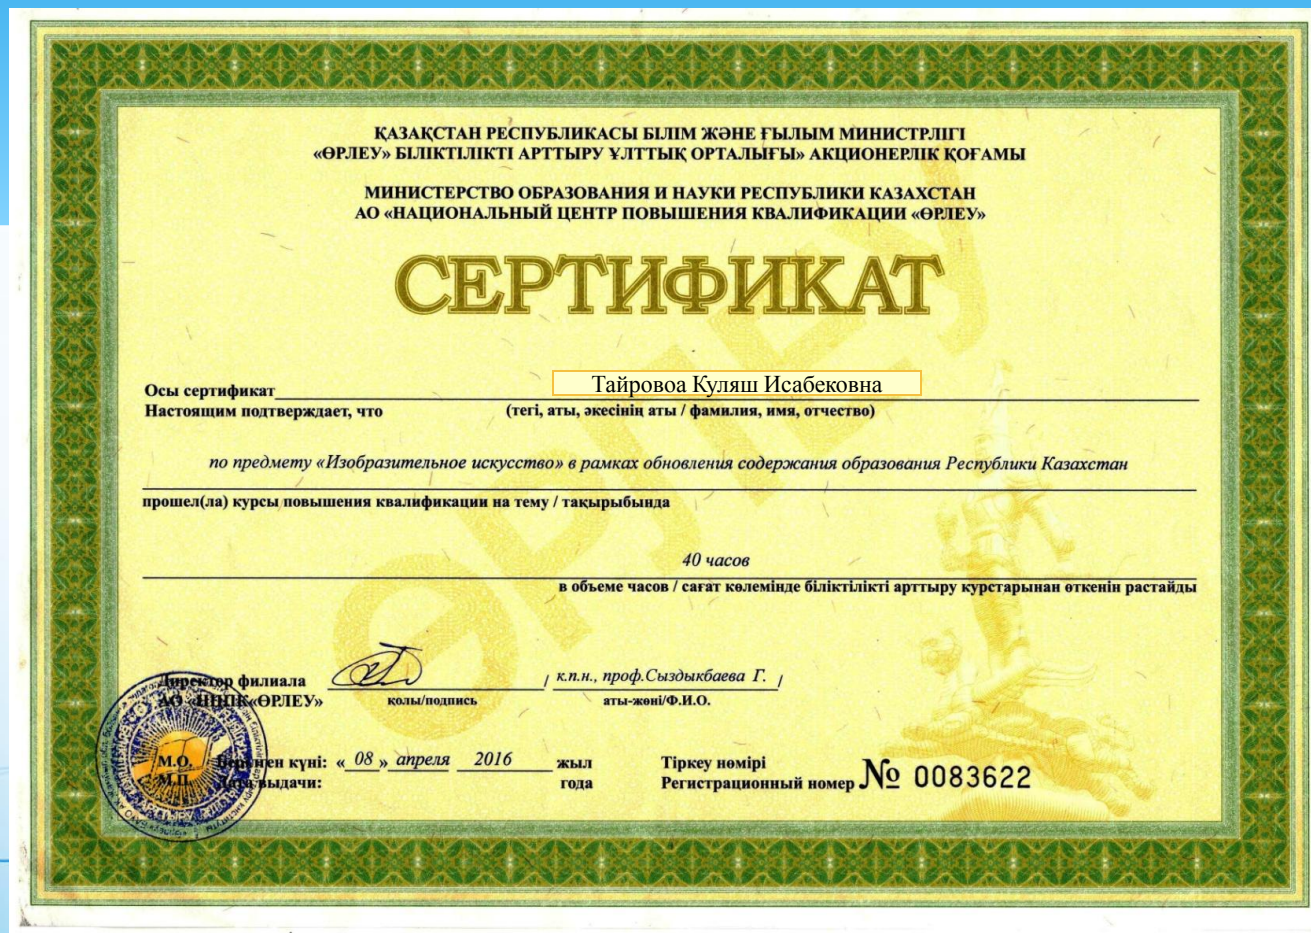 ҚАЗАҚСТАН РЕСПУБЛИКАСЫ БІЛІМ ЖӘНЕ ҒЫЛЫМ МИНИСТРЛІГІ
«ӨРЛЕУ» БІЛІКТІЛІКТІ АРТТЫРУ ҰЛТТЫҚ ОРТАЛЫҒЫ» АКЦИОНЕРЛІК ҚОҒАМЫ
МИНИСТЕРСТВО ОБРАЗОВАНИЯ И НАУКИ РЕСПУБЛИКИ КАЗАХСТАН
АО «НАЦИОНАЛЬНЫЙ ЦЕНТР ПОВЫШЕНИЯ КВАЛИФИКАЦИИ «ӨРЛЕУ»
СЕРТИФИКАТ
ӨРЛЕУ
Осы сертификат Тайровоа Куляш Исабековна
Настоящим подтверждает, что (тегі, аты, әкесінің аты / фамилия, имя, отчество)
по предмету «Изобразительное искусство» в рамках обновления содержания образования Республики Казахстан
прошел(ла) курсы повышения квалификации на тему / тақырыбында
40 часов
в объеме часов / сағат көлемінде біліктілікті арттыру курстарынан өткенін растайды
Директор филиала / к.п.н., проф.Сыздыкбаева Г. /
АО «НЦПК«ӨРЛЕУ» қолы/подпись аты-жөні/Ф.И.О.
М.О. Берілген күні: « 08 » апреля 2016 жыл Тіркеу нөмірі
М.П. Дата выдачи: года Регистрационный номер № 0083622